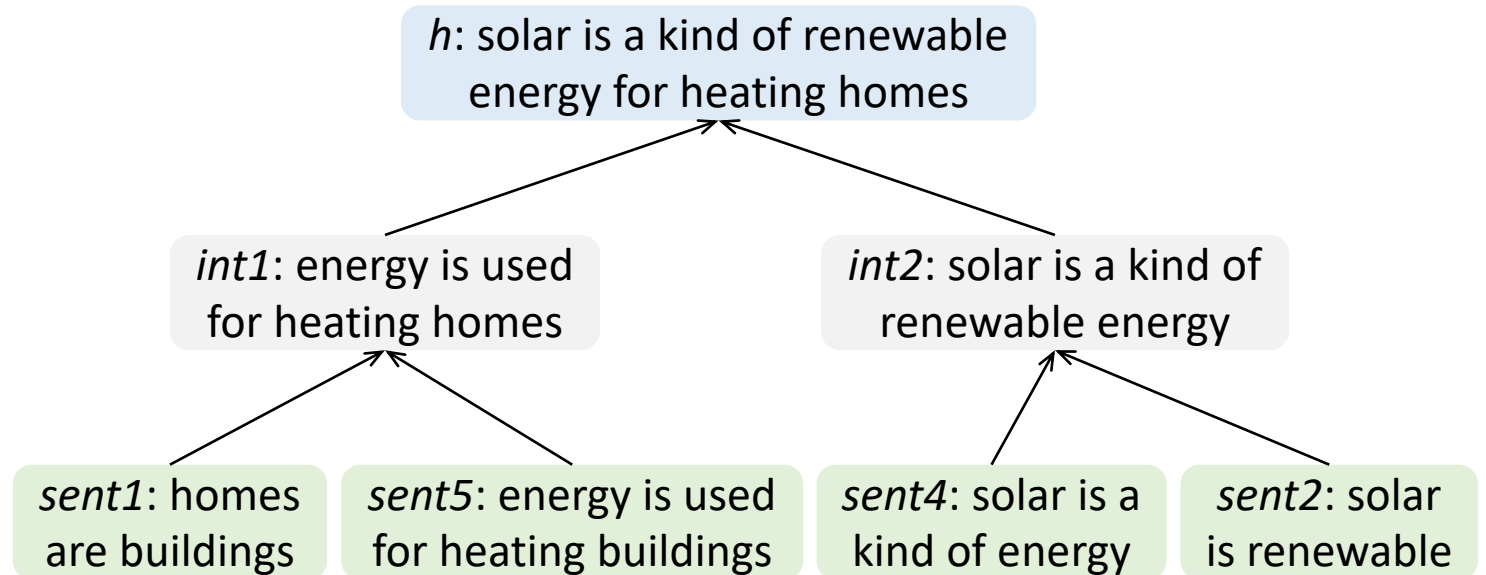 h: solar is a kind of renewable
energy for heating homes
int1: energy is used
for heating homes
int2: solar is a kind of
renewable energy
sent1: homes
are buildings
sent5: energy is used
for heating buildings
sent4: solar is a
kind of energy
sent2: solar
is renewable